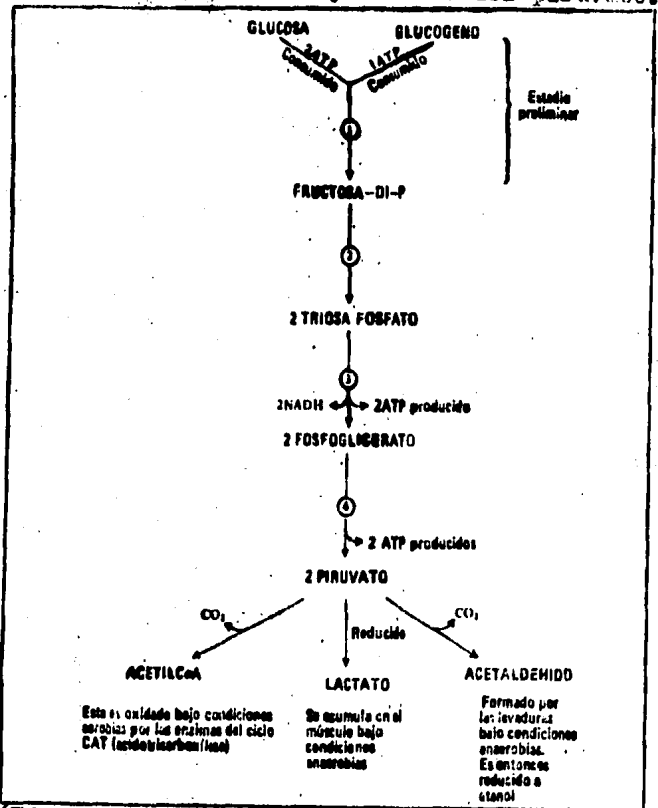 GLUCOSA
GLUCOGENO
2ATP
Consumido
1ATP
Consumido
Estadio
preliminar
1
FRUCTOSA-DI-P
2
2 TRIOSA FOSFATO
3
2NADH
2ATP producido
2 FOSFOGLICERATO
4
2 ATP producidos
2 PIRUVATO
CO₂
Reducido
CO₂
ACETILCoA
LACTATO
ACETALDEHIDO
Este es oxidado bajo condiciones
aerobias por las enzimas del ciclo
CAT
Se acumula en el
músculo bajo
condiciones
anaerobias
Formado por
las levaduras
bajo condiciones
anaerobias.
Es entonces
reducido a
etanol